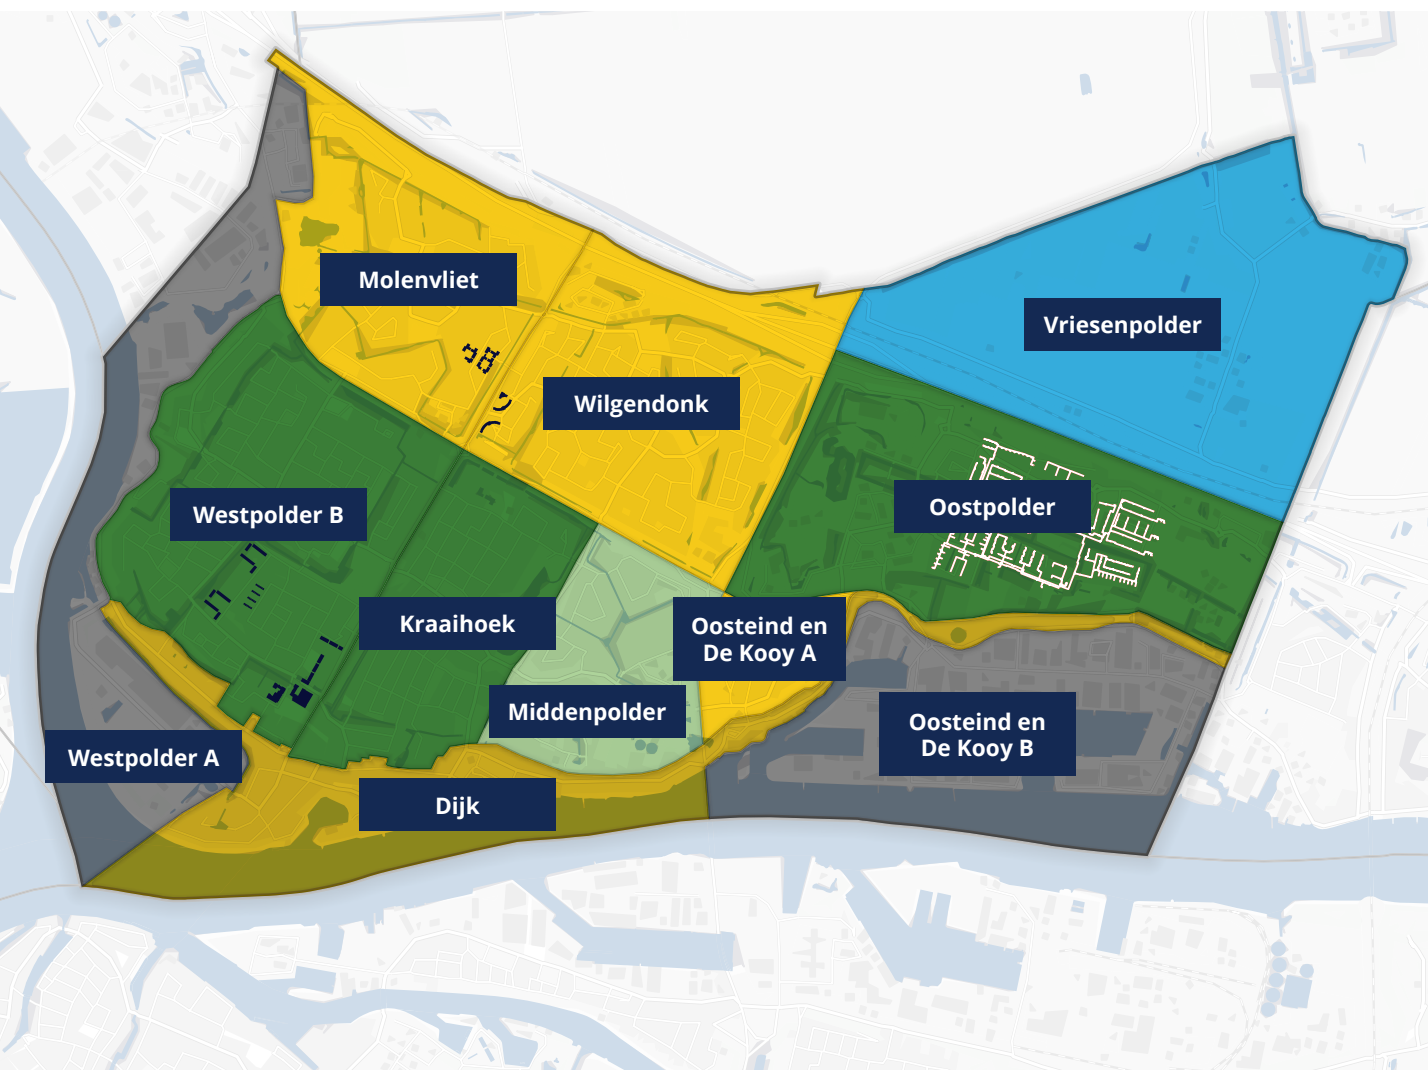 Molenvliet
Vriesenpolder
Wilgendonk
Westpolder B
Oostpolder
Kraaihoek
Oosteind en
De Kooy A
Middenpolder
Oosteind en
De Kooy B
Westpolder A
Dijk